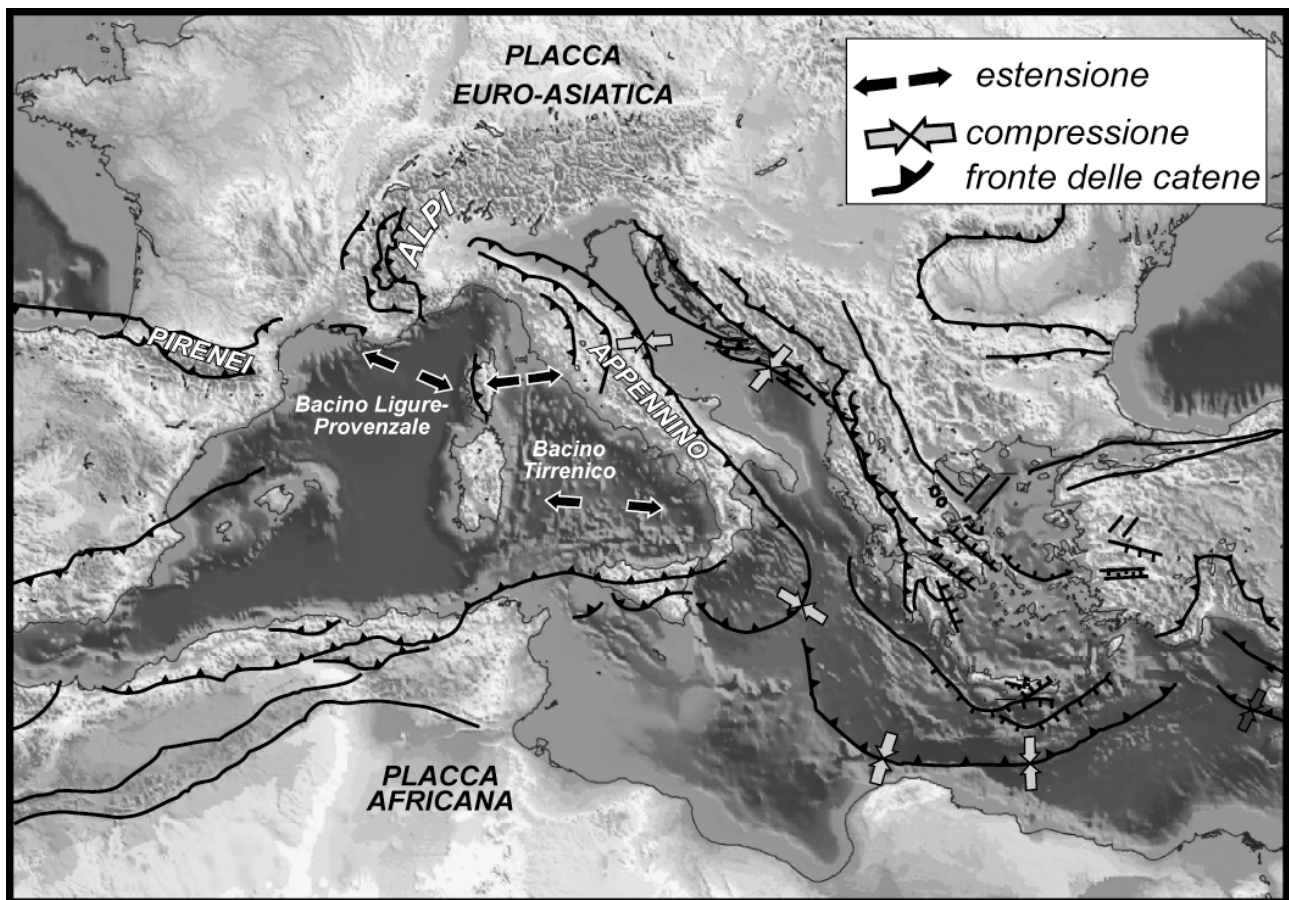 PLACCA
EURO-ASIATICA
estensione
compressione
fronte delle catene
ALPI
PIRENEI
APPENNINO
Bacino Ligure-
Provenzale
Bacino
Tirrenico
PLACCA
AFRICANA